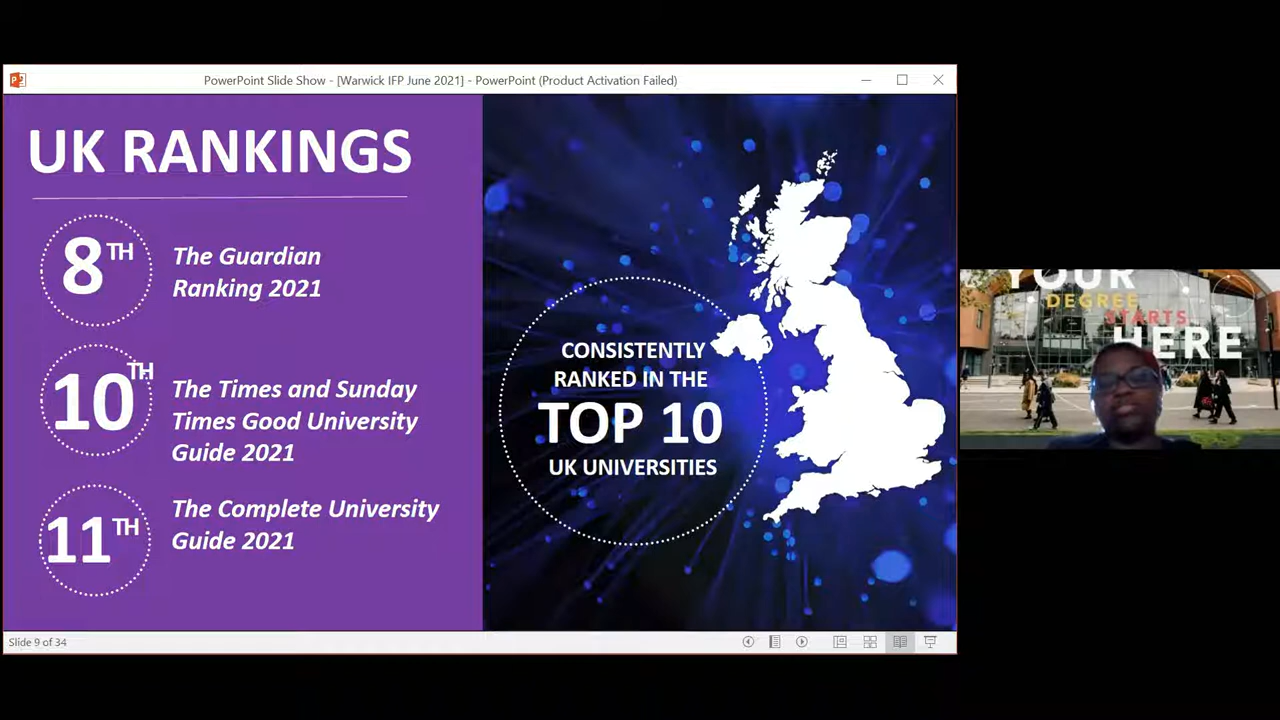 PowerPoint Slide Show - [Warwick IFP June 2021] - PowerPoint (Product Activation Failed)
UK RANKINGS
8TH
The Guardian
Ranking 2021
10TH
The Times and Sunday
Times Good University
Guide 2021
11TH
The Complete University
Guide 2021
CONSISTENTLY
RANKED IN THE
TOP 10
UK UNIVERSITIES
YOUR
DEGREE
STARTS
HERE
Slide 9 of 34